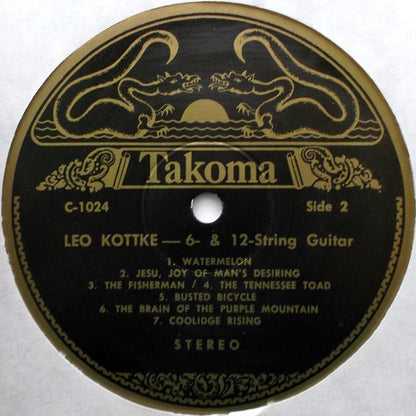 Takoma
C-1024 Side 2
LEO KOTTKE — 6- & 12-String Guitar
1. WATERMELON
2. JESU, JOY OF MAN'S DESIRING
3. THE FISHERMAN / 4. THE TENNESSEE TOAD
5. BUSTED BICYCLE
6. THE BRAIN OF THE PURPLE MOUNTAIN
7. COOLIDGE RISING
STEREO